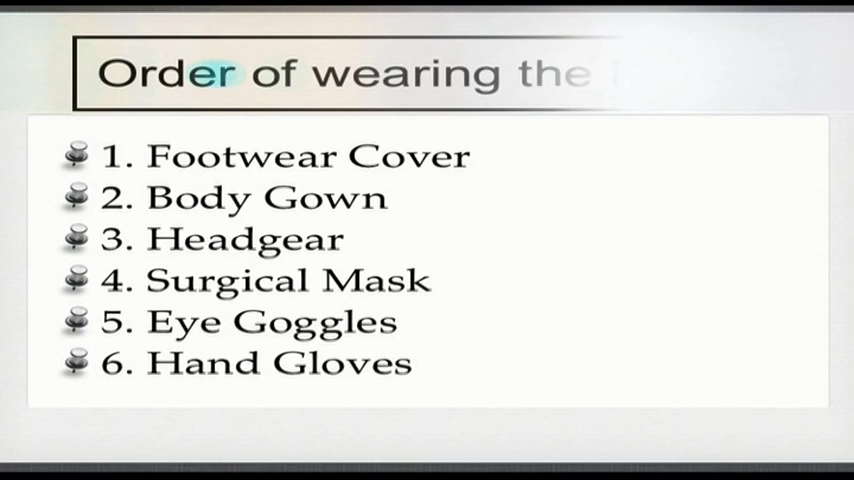 Order of wearing the
1. Footwear Cover
2. Body Gown
3. Headgear
4. Surgical Mask
5. Eye Goggles
6. Hand Gloves